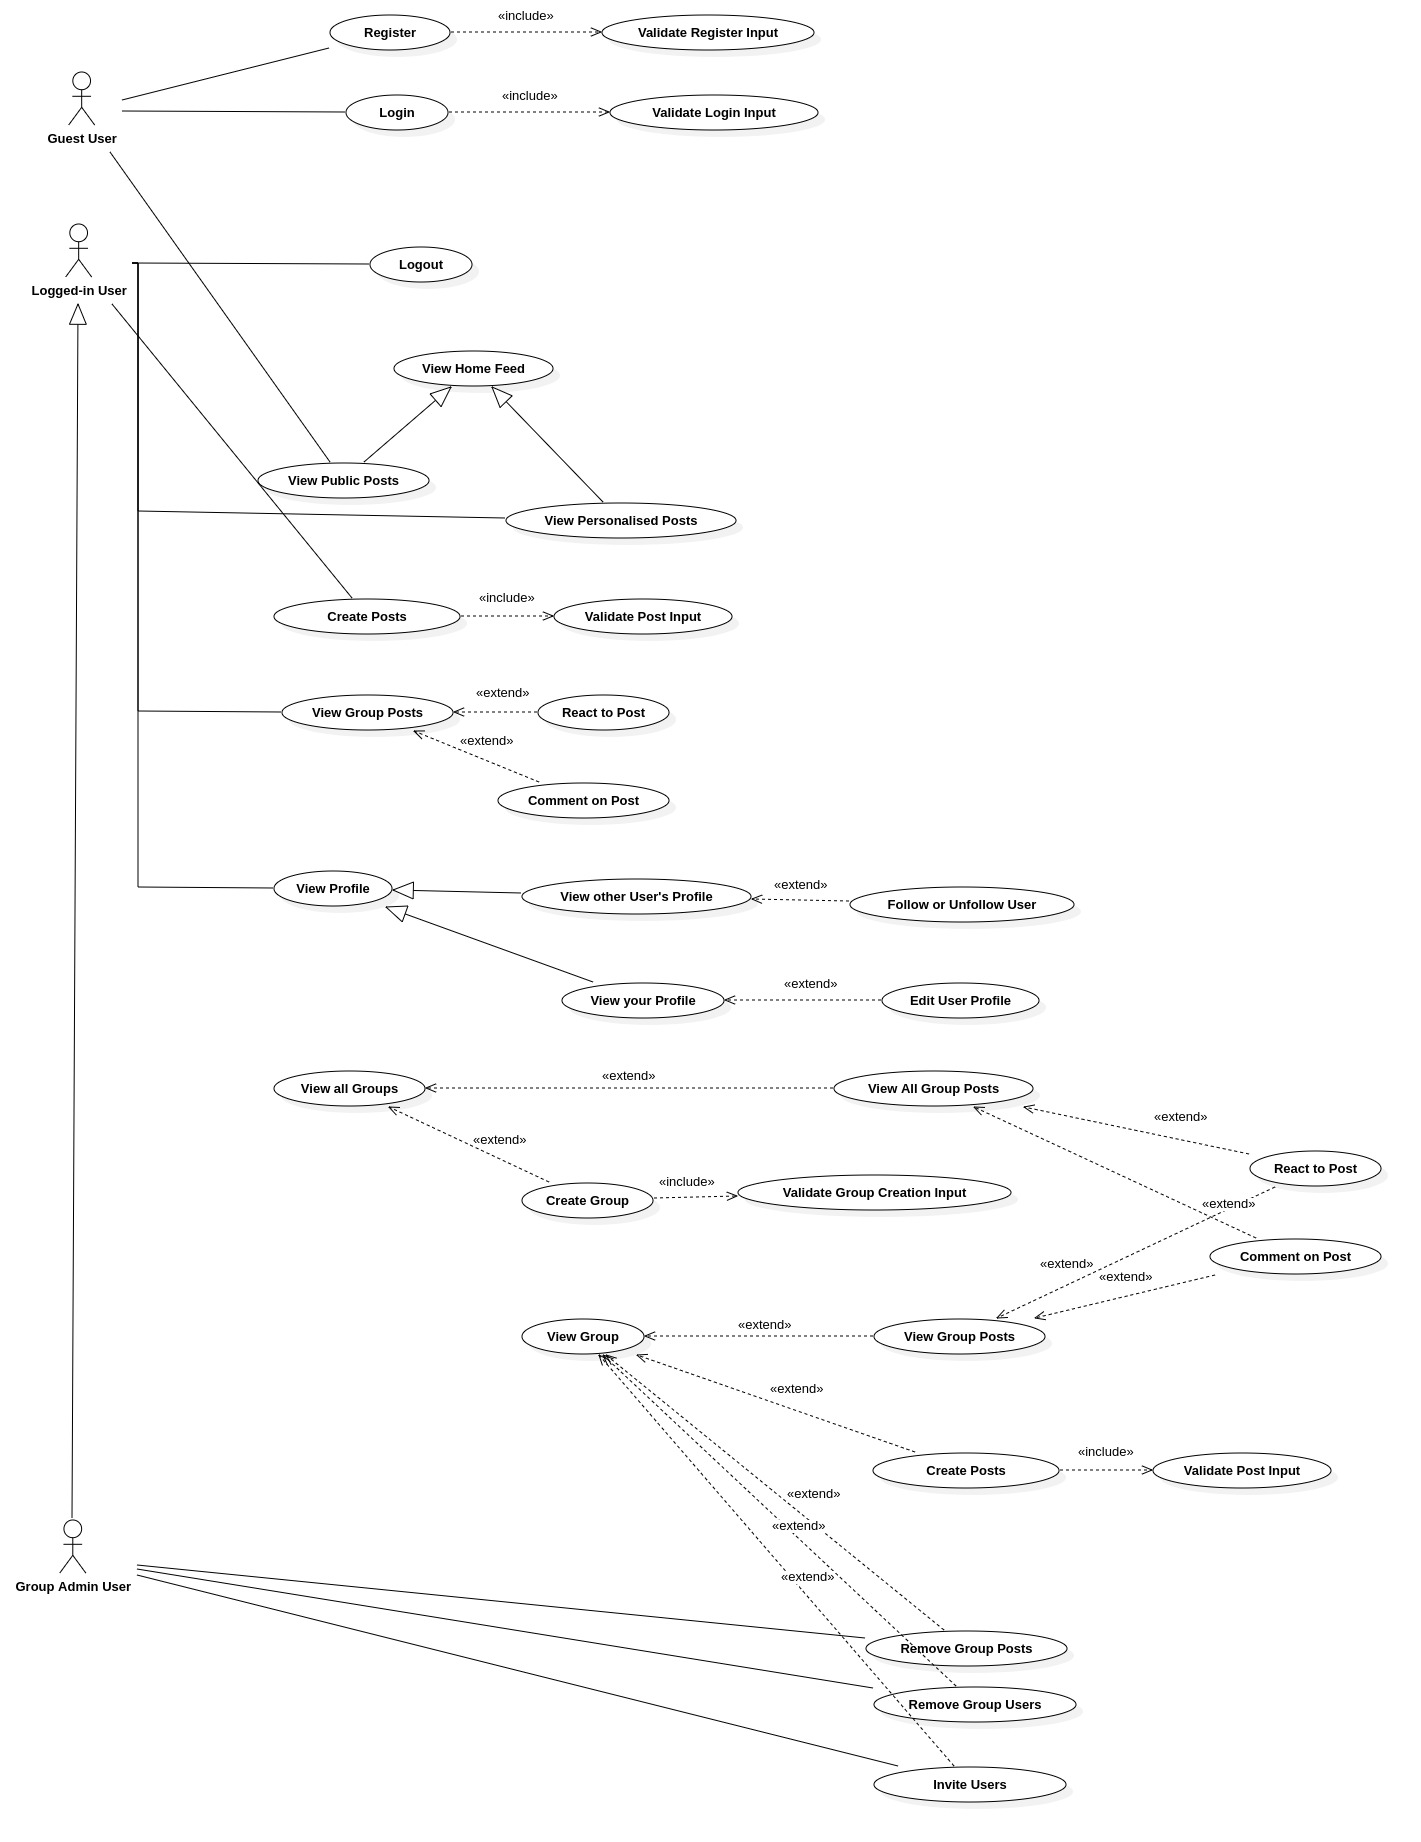 «include»
Register
Validate Register Input
«include»
Login
Validate Login Input
Guest User
Logout
Logged-in User
View Home Feed
View Public Posts
View Personalised Posts
«include»
Create Posts
Validate Post Input
«extend»
View Group Posts
React to Post
«extend»
Comment on Post
View Profile
«extend»
View other User's Profile
Follow or Unfollow User
«extend»
View your Profile
Edit User Profile
«extend»
View all Groups
View All Group Posts
«extend»
«extend»
React to Post
«include»
Create Group
Validate Group Creation Input
«extend»
Comment on Post
«extend»
«extend»
«extend»
View Group
View Group Posts
«extend»
«include»
Create Posts
Validate Post Input
«extend»
«extend»
«extend»
Group Admin User
Remove Group Posts
Remove Group Users
Invite Users